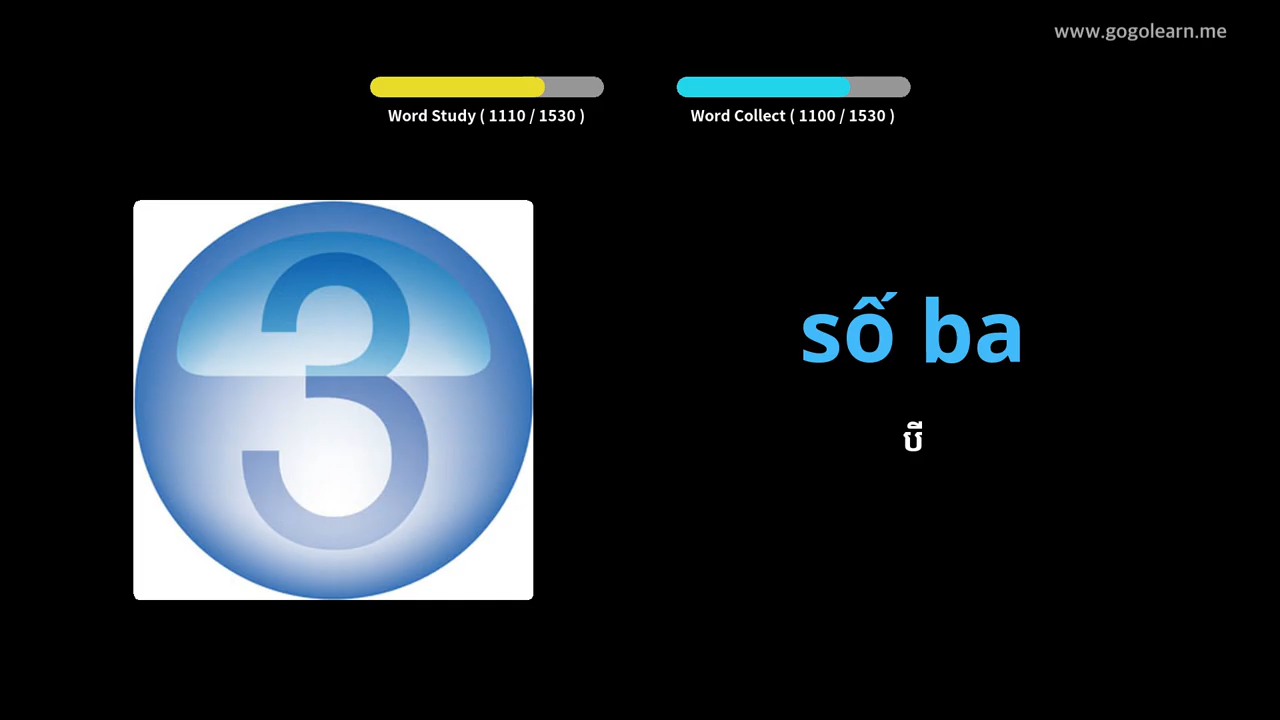 www.gogolearn.me
Word Study ( 1110 / 1530 )
Word Collect ( 1100 / 1530 )
3
số ba
បី